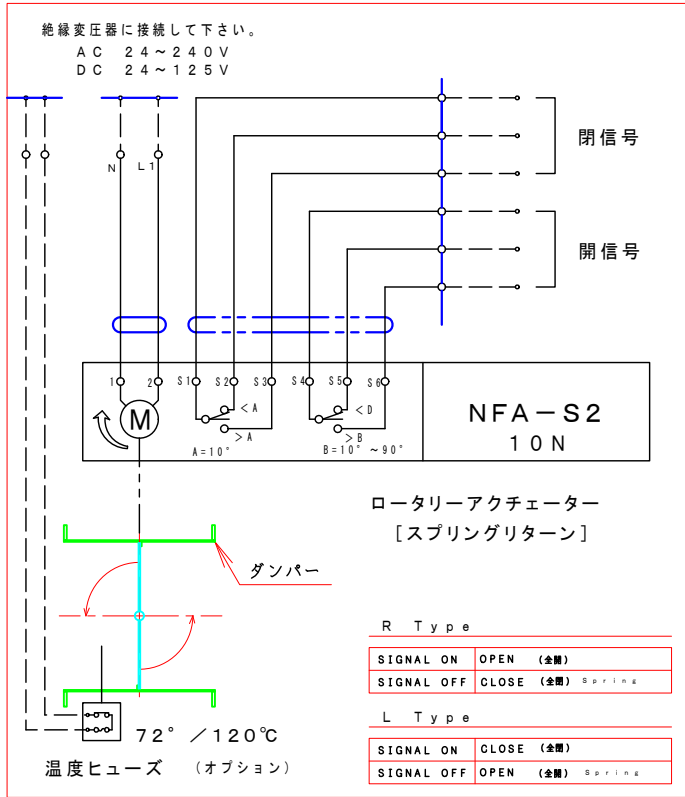 絶縁変圧器に接続して下さい。
AC 24~240V
DC 24~125V
N L1
閉信号
開信号
1 2 S1 S2 S3 S4 S5 S6
M
<A
>A
A=10°
<D
>B
B=10°~90°
NFA-S2
10N
ロータリーアクチェーター
[スプリングリターン]
ダンパー
R Type
SIGNAL ON OPEN (全開)
SIGNAL OFF CLOSE (全閉) Spring
L Type
SIGNAL ON CLOSE (全閉)
SIGNAL OFF OPEN (全開) Spring
72°/120℃
温度ヒューズ (オプション)